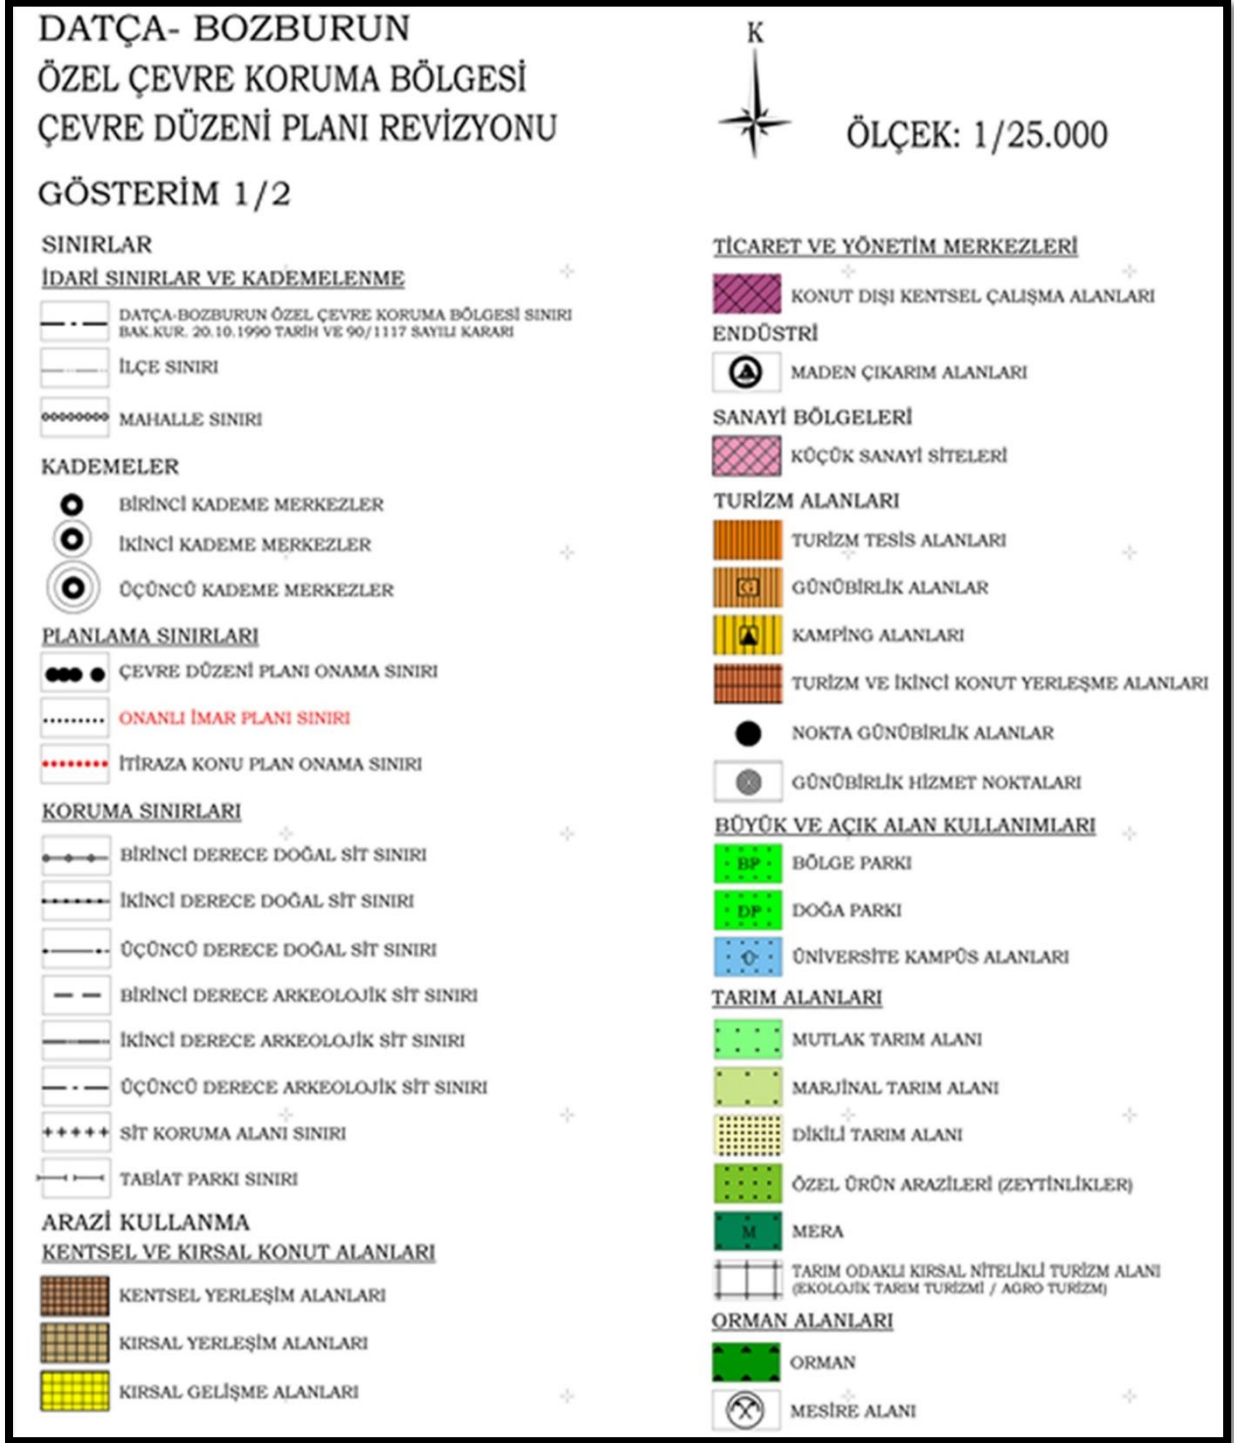 DATÇA- BOZBURUN
ÖZEL ÇEVRE KORUMA BÖLGESİ
ÇEVRE DÜZENİ PLANI REVİZYONU
GÖSTERİM 1/2
K
ÖLÇEK: 1/25.000
SINIRLAR
İDARİ SINIRLAR VE KADEMELENME
DATÇA-BOZBURUN ÖZEL ÇEVRE KORUMA BÖLGESİ SINIRI
BAK.KUR. 20.10.1990 TARİH VE 90/1117 SAYILI KARARI
İLÇE SINIRI
MAHALLE SINIRI
KADEMELER
BİRİNCİ KADEME MERKEZLER
İKİNCİ KADEME MERKEZLER
ÜÇÜNCÜ KADEME MERKEZLER
PLANLAMA SINIRLARI
ÇEVRE DÜZENİ PLANI ONAMA SINIRI
ONANLI İMAR PLANI SINIRI
İTİRAZA KONU PLAN ONAMA SINIRI
KORUMA SINIRLARI
BİRİNCİ DERECE DOĞAL SİT SINIRI
İKİNCİ DERECE DOĞAL SİT SINIRI
ÜÇÜNCÜ DERECE DOĞAL SİT SINIRI
BİRİNCİ DERECE ARKEOLOJİK SİT SINIRI
İKİNCİ DERECE ARKEOLOJİK SİT SINIRI
ÜÇÜNCÜ DERECE ARKEOLOJİK SİT SINIRI
SİT KORUMA ALANI SINIRI
TABİAT PARKI SINIRI
ARAZİ KULLANMA
KENTSEL VE KIRSAL KONUT ALANLARI
KENTSEL YERLEŞİM ALANLARI
KIRSAL YERLEŞİM ALANLARI
KIRSAL GELİŞME ALANLARI
TİCARET VE YÖNETİM MERKEZLERİ
KONUT DIŞI KENTSEL ÇALIŞMA ALANLARI
ENDÜSTRİ
MADEN ÇIKARIM ALANLARI
SANAYİ BÖLGELERİ
KÜÇÜK SANAYİ SİTELERİ
TURİZM ALANLARI
TURİZM TESİS ALANLARI
G GÜNÜBİRLİK ALANLAR
KAMPİNG ALANLARI
TURİZM VE İKİNCİ KONUT YERLEŞME ALANLARI
NOKTA GÜNÜBİRLİK ALANLAR
GÜNÜBİRLİK HİZMET NOKTALARI
BÜYÜK VE AÇIK ALAN KULLANIMLARI
BP BÖLGE PARKI
DP DOĞA PARKI
Ü ÜNİVERSİTE KAMPÜS ALANLARI
TARIM ALANLARI
MUTLAK TARIM ALANI
MARJİNAL TARIM ALANI
DİKİLİ TARIM ALANI
ÖZEL ÜRÜN ARAZİLERİ (ZEYTİNLİKLER)
M MERA
TARIM ODAKLI KIRSAL NİTELİKLİ TURİZM ALANI
(EKOLOJİK TARIM TURİZMİ / AGRO TURİZM)
ORMAN ALANLARI
ORMAN
MESİRE ALANI